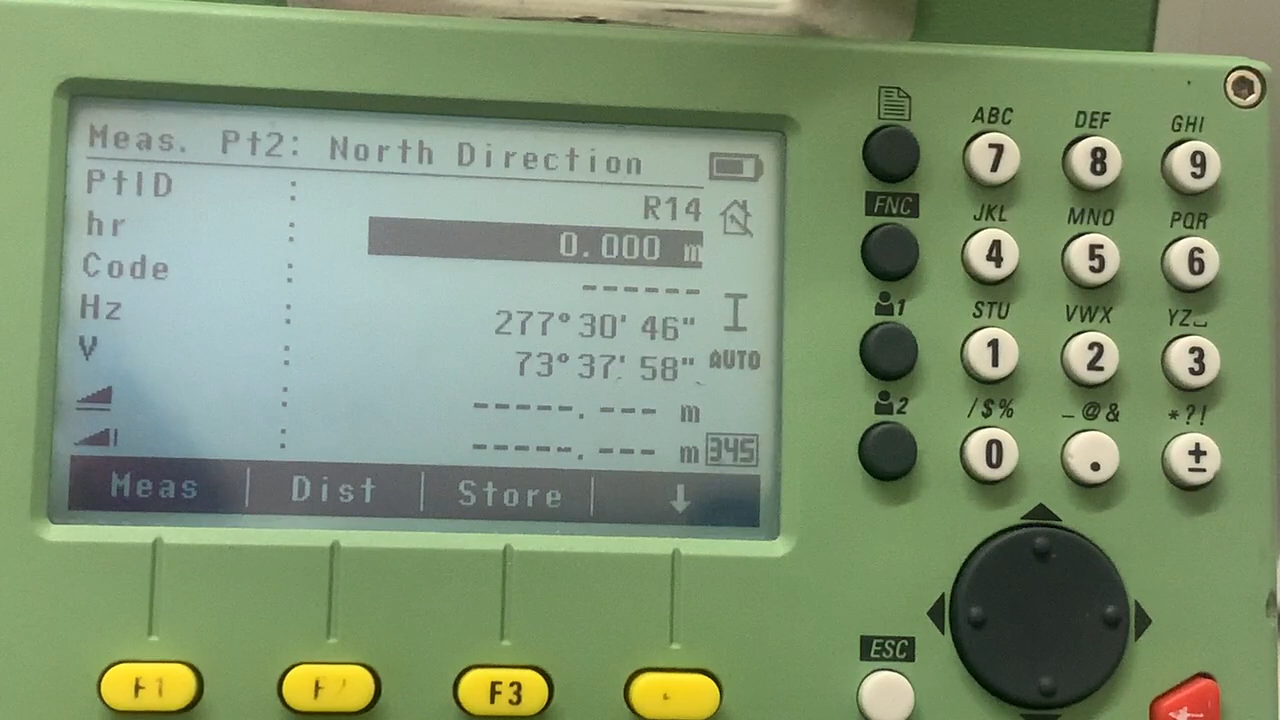 Meas. Pt2: North Direction
PtID : R14
hr : 0.000 m
Code : ------
Hz : 277°30'46"
I
V : 73°37'58"
AUTO
: -----.--- m
: -----.--- m
345
Meas Dist Store ↓
F1 F3
ABC DEF GHI
7 8 9
FNC
JKL MNO PQR
4 5 6
1
STU VWX YZ⎵
1 2 3
2
/$% _@& *?!
0 . ±
ESC